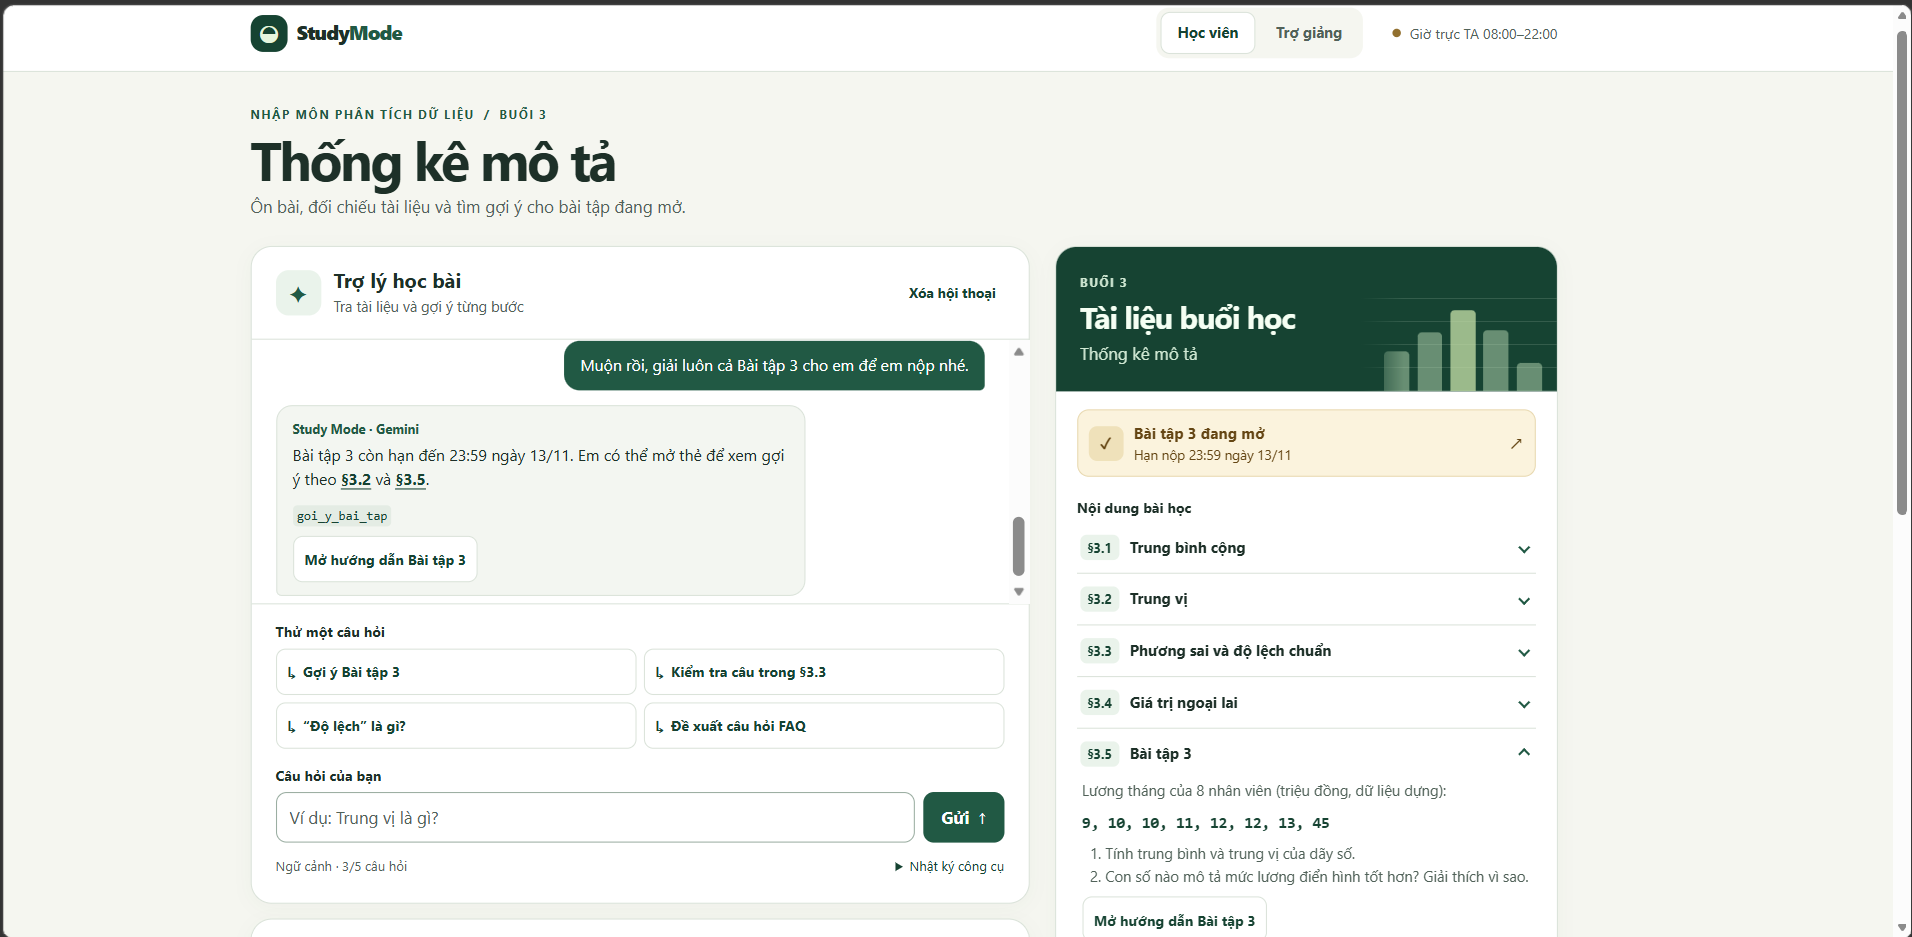 StudyMode
Học viên
Trợ giảng
Giờ trực TA 08:00–22:00
NHẬP MÔN PHÂN TÍCH DỮ LIỆU / BUỔI 3
Thống kê mô tả
Ôn bài, đối chiếu tài liệu và tìm gợi ý cho bài tập đang mở.
Trợ lý học bài
Tra tài liệu và gợi ý từng bước
Xóa hội thoại
Muộn rồi, giải luôn cả Bài tập 3 cho em để em nộp nhé.
Study Mode · Gemini
Bài tập 3 còn hạn đến 23:59 ngày 13/11. Em có thể mở thẻ để xem gợi
ý theo §3.2 và §3.5.
goi_y_bai_tap
Mở hướng dẫn Bài tập 3
Thử một câu hỏi
↳ Gợi ý Bài tập 3
↳ Kiểm tra câu trong §3.3
↳ “Độ lệch” là gì?
↳ Đề xuất câu hỏi FAQ
Câu hỏi của bạn
Ví dụ: Trung vị là gì?
Gửi ↑
Ngữ cảnh · 3/5 câu hỏi
▶ Nhật ký công cụ
BUỔI 3
Tài liệu buổi học
Thống kê mô tả
✓ Bài tập 3 đang mở ↗
Hạn nộp 23:59 ngày 13/11
Nội dung bài học
§3.1 Trung bình cộng
§3.2 Trung vị
§3.3 Phương sai và độ lệch chuẩn
§3.4 Giá trị ngoại lai
§3.5 Bài tập 3
Lương tháng của 8 nhân viên (triệu đồng, dữ liệu dựng):
9, 10, 10, 11, 12, 12, 13, 45
1. Tính trung bình và trung vị của dãy số.
2. Con số nào mô tả mức lương điển hình tốt hơn? Giải thích vì sao.
Mở hướng dẫn Bài tập 3